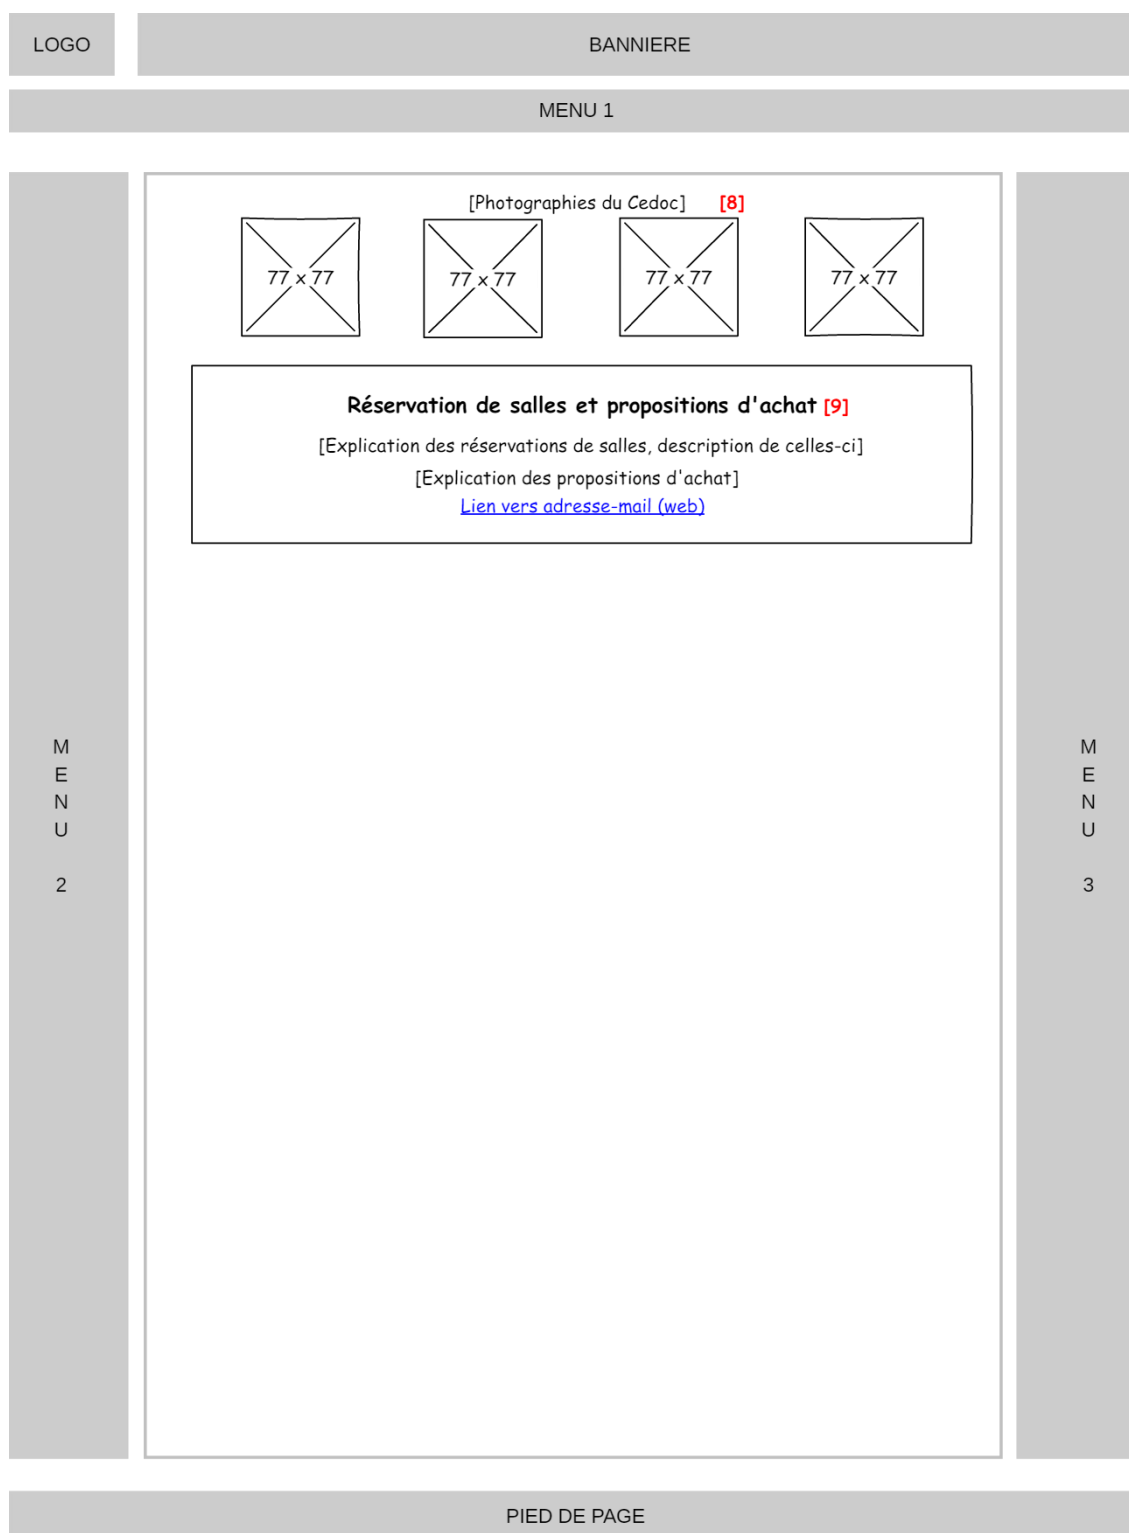 LOGO
BANNIERE
MENU 1
[Photographies du Cedoc] [8]
77 x 77
77 x 77
77 x 77
77 x 77
Réservation de salles et propositions d'achat [9]
[Explication des réservations de salles, description de celles-ci]
[Explication des propositions d'achat]
Lien vers adresse-mail (web)
M
E
N
U
2
M
E
N
U
3
PIED DE PAGE